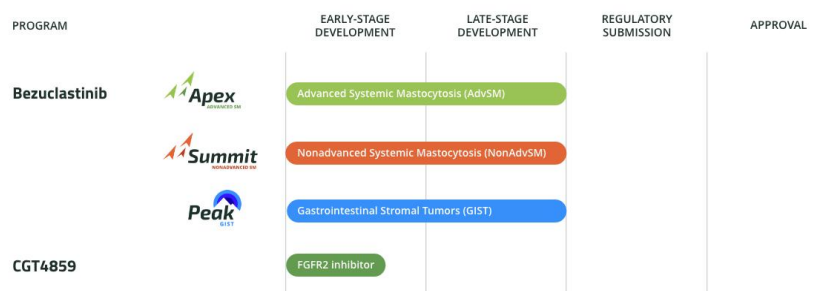 PROGRAM
EARLY-STAGE
DEVELOPMENT
LATE-STAGE
DEVELOPMENT
REGULATORY
SUBMISSION
APPROVAL
Bezuclastinib
Apex
ADVANCED SM
Advanced Systemic Mastocytosis (AdvSM)
Summit
NONADVANCED SM
Nonadvanced Systemic Mastocytosis (NonAdvSM)
Peak
GIST
Gastrointestinal Stromal Tumors (GIST)
CGT4859
FGFR2 inhibitor